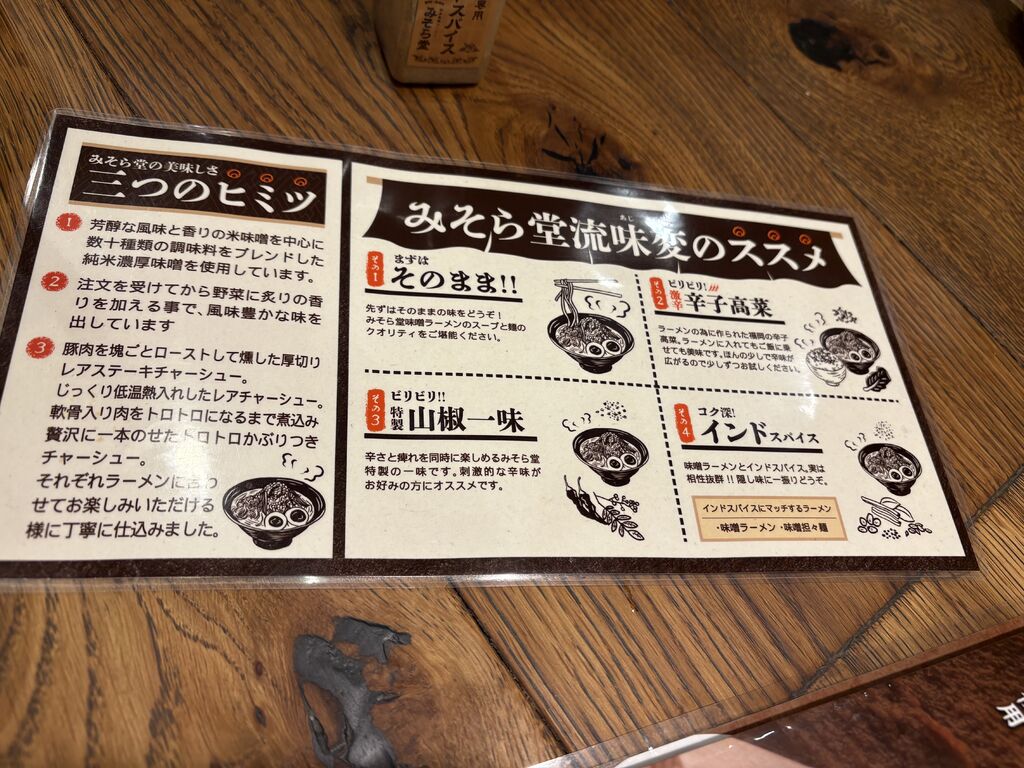 専用
スパイス
みそら堂
みそら堂の美味しさ
三つのヒミツ
1 芳醇な風味と香りの米味噌を中心に
数十種類の調味料をブレンドした
純米濃厚味噌を使用しています。
2 注文を受けてから野菜に炙りの香
りを加える事で、風味豊かな味を
出しています
3 豚肉を塊ごとローストして燻した厚切り
レアステーキチャーシュー。
じっくり低温熱入れしたレアチャーシュー。
軟骨入り肉をトロトロになるまで煮込み
贅沢に一本のせたトロトロかぶりつき
チャーシュー。
それぞれラーメンに合わ
せてお楽しみいただける
様に丁寧に仕込みました。
みそら堂流味変のススメ
あじ
その1
まずは
そのまま!!
先ずはそのままの味をどうぞ!
みそら堂味噌ラーメンのスープと麺の
クオリティをご堪能ください。
その2
ピリピリ!
激辛 辛子高菜
ラーメンの為に作られた福岡の辛子
高菜。ラーメンに入れてもご飯に乗
せても美味です。ほんの少しで辛味が
広がるので少しずつお試しください。
その3
ピリピリ!!
特製 山椒一味
辛さと痺れを同時に楽しめるみそら堂
特製の一味です。刺激的な辛味が
お好みの方にオススメです。
その4
コク深!
インドスパイス
味噌ラーメンとインドスパイス。実は
相性抜群!!隠し味に一振りどうぞ。
インドスパイスにマッチするラーメン
・味噌ラーメン ・味噌担々麺
用